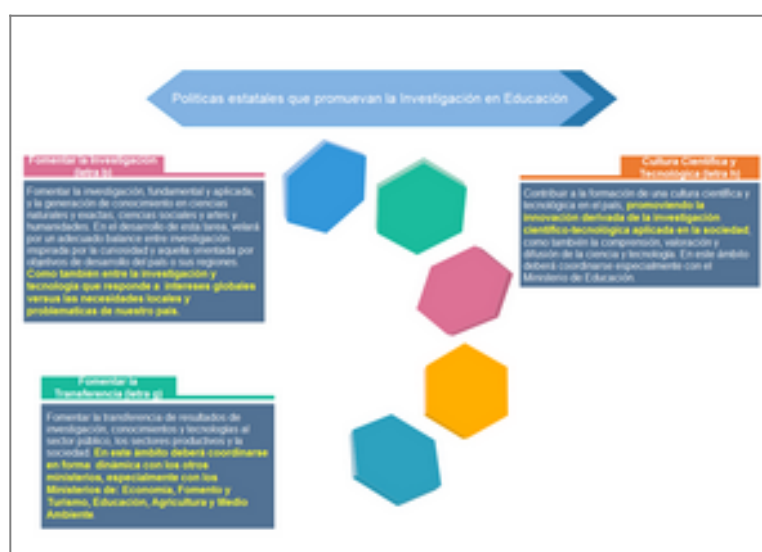 Políticas estatales que promuevan la Investigación en Educación
Fomentar la Investigación
(letra b)
Fomentar la investigación, fundamental y aplicada,
y la generación de conocimiento en ciencias
naturales y exactas, ciencias sociales y artes y
humanidades. En el desarrollo de esta tarea, velará
por un adecuado balance entre investigación
inspirada por la curiosidad y aquella orientada por
objetivos de desarrollo del país o sus regiones.
Como también entre la investigación y
tecnología que responde a intereses globales
versus las necesidades locales y
problematicas de nuestro país.
Cultura Científica y
Tecnológica (letra h)
Contribuir a la formación de una cultura científica y
tecnológica en el país, promoviendo la
innovación derivada de la investigación
científico-tecnológica aplicada en la sociedad,
como también la comprensión, valoración y
difusión de la ciencia y tecnología. En este ámbito
deberá coordinarse especialmente con el
Ministerio de Educación.
Fomentar la
Transferencia (letra g)
Fomentar la transferencia de resultados de
investigación, conocimientos y tecnologías al
sector público, los sectores productivos y la
sociedad. En este ámbito deberá coordinarse
en forma dinámica con los otros
ministerios, especialmente con los
Ministerios de: Economía, Fomento y
Turismo, Educación, Agricultura y Medio
Ambiente